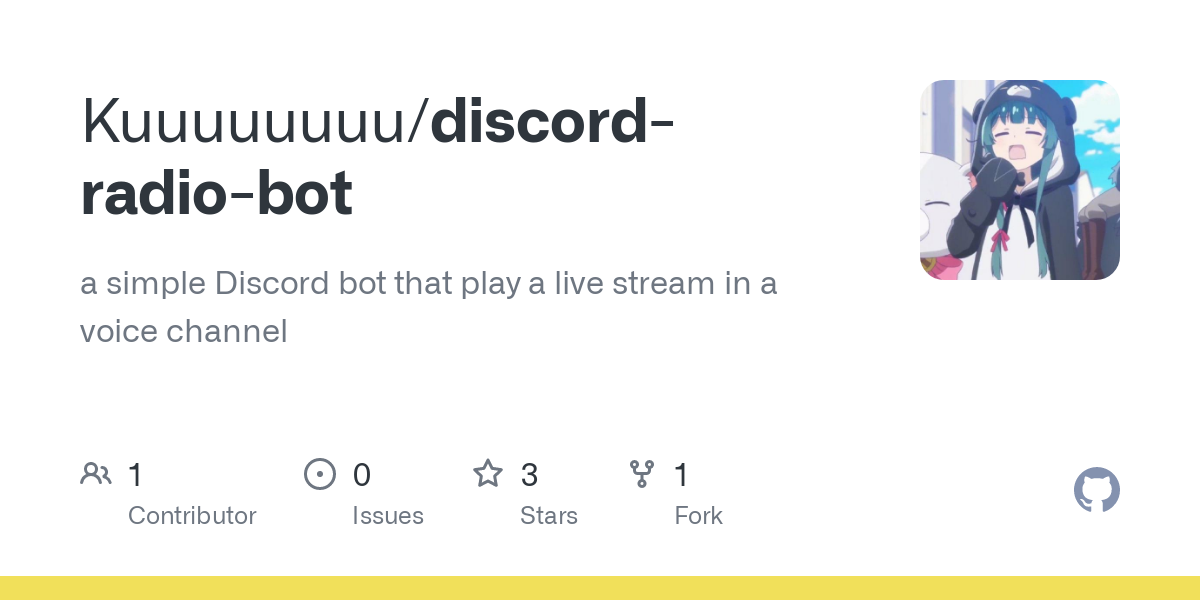 Kuuuuuuuu/discord-
radio-bot
a simple Discord bot that play a live stream in a
voice channel
1 0 3 1
Contributor Issues Stars Fork